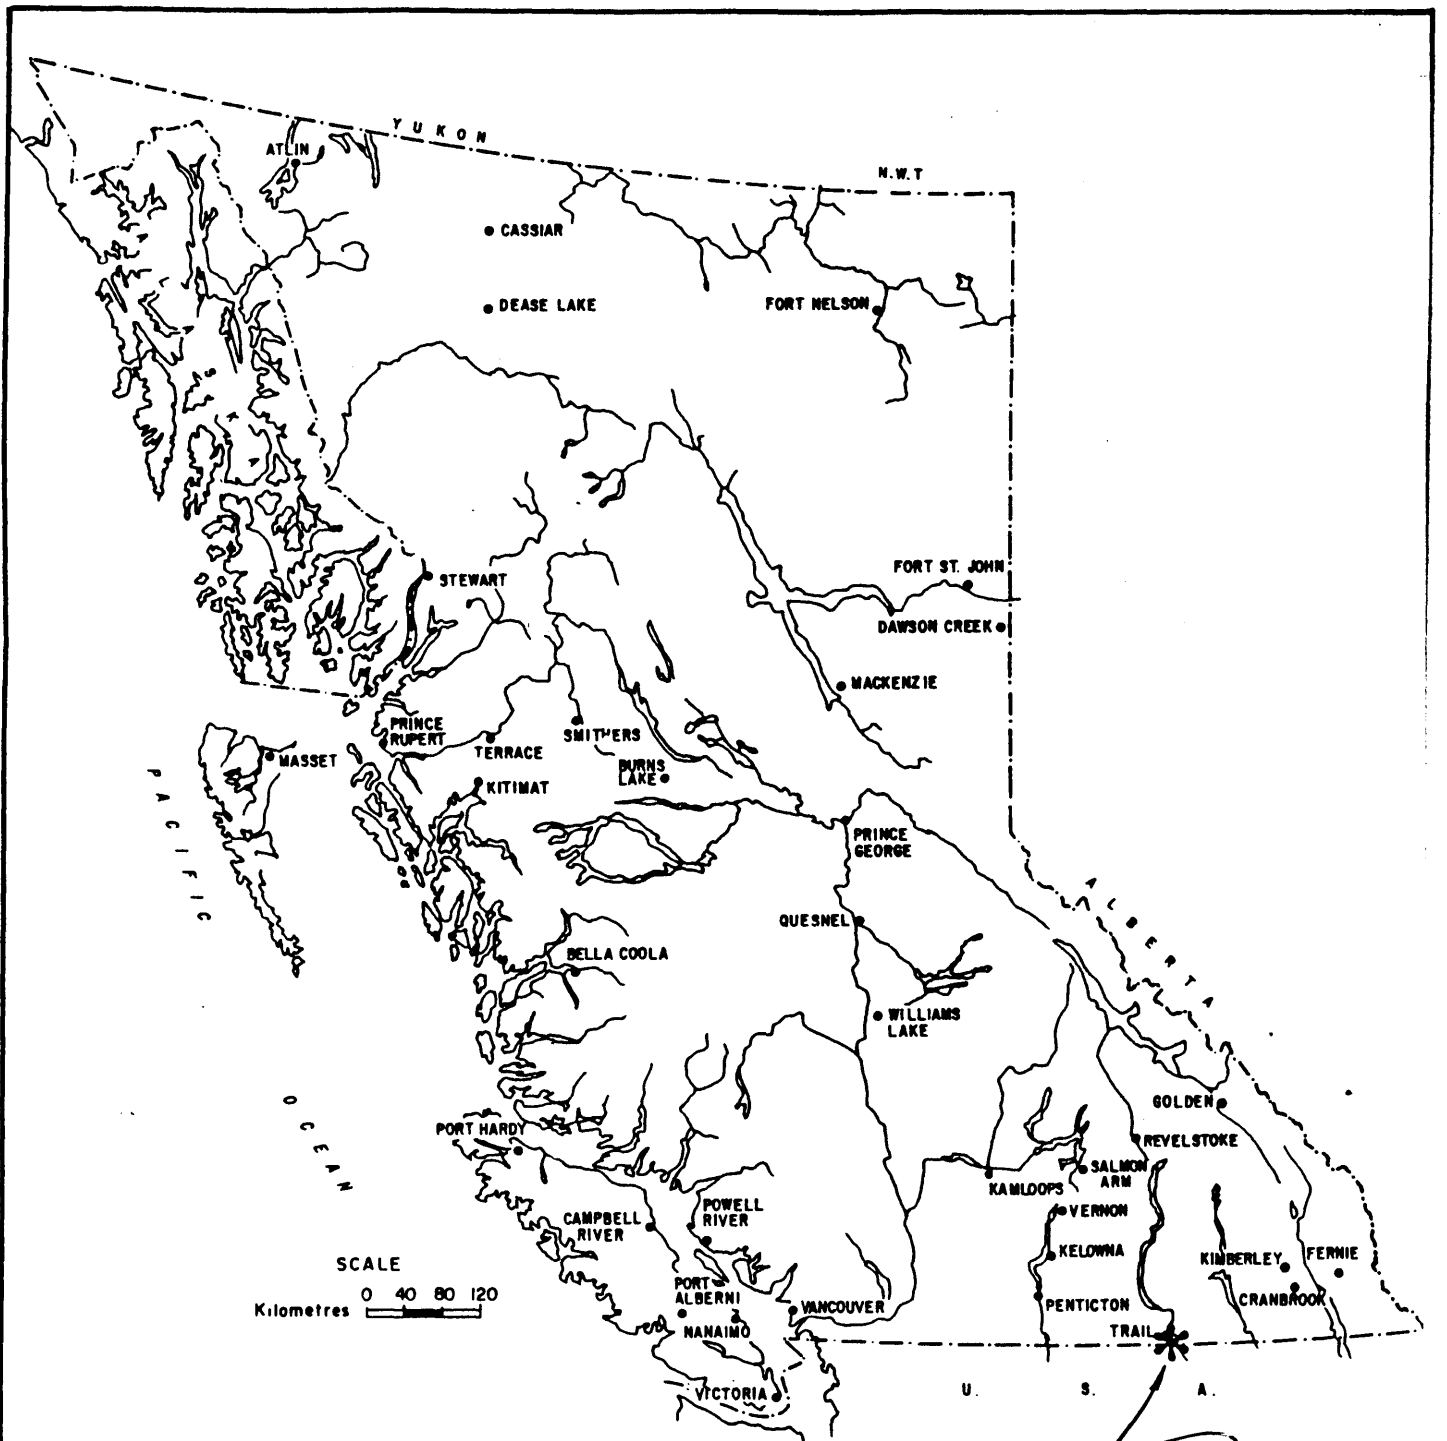 YUKON
N.W.T
ATLIN
CASSIAR
DEASE LAKE
FORT NELSON
ALASKA
FORT ST. JOHN
STEWART
DAWSON CREEK
MACKENZIE
PRINCE
RUPERT
TERRACE
SMITHERS
MASSET
BURNS
LAKE
KITIMAT
PACIFIC
PRINCE
GEORGE
ALBERTA
QUESNEL
BELLA COOLA
WILLIAMS
LAKE
OCEAN
GOLDEN
PORT HARDY
REVELSTOKE
SALMON
ARM
KAMLOOPS
POWELL
RIVER
VERNON
CAMPBELL
RIVER
KELOWNA
KIMBERLEY
FERNIE
SCALE
0 40 80 120
Kilometres
PORT
ALBERNI
CRANBROOK
VANCOUVER
PENTICTON
NANAIMO
TRAIL
VICTORIA
U. S. A.